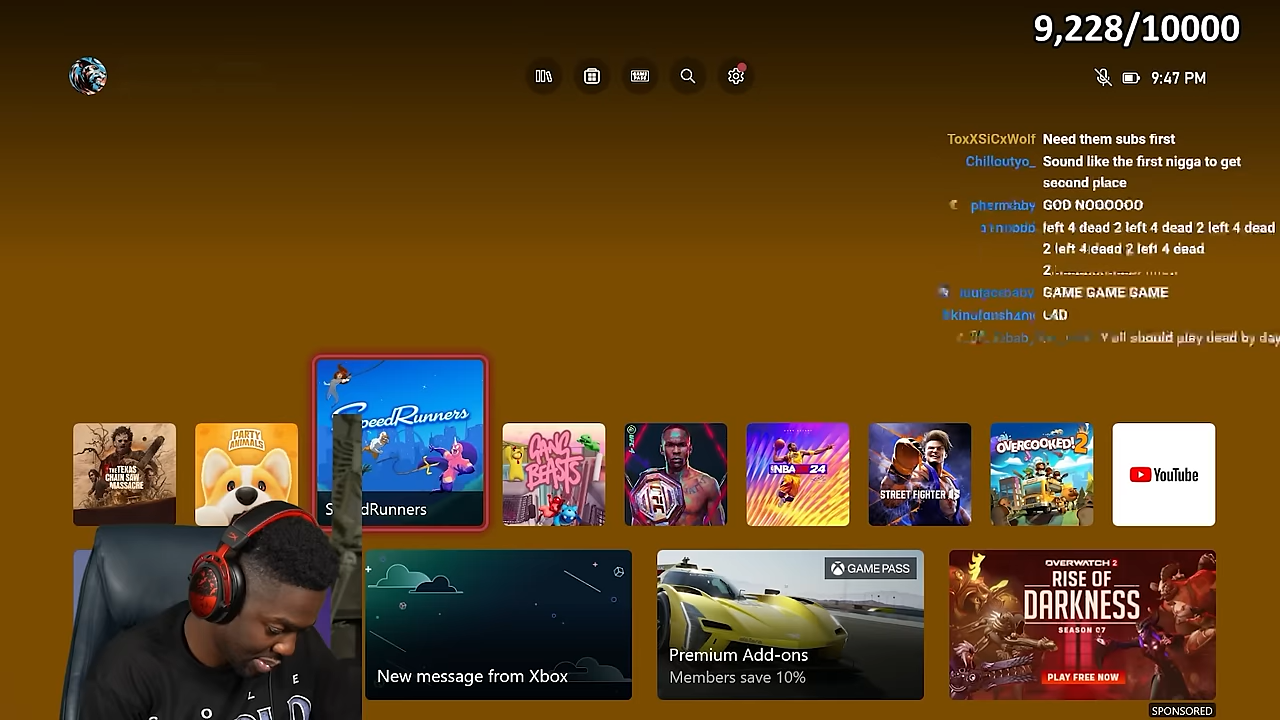 9,228/10000
9:47 PM
ToxXSiCxWolf Need them subs first
Chilloutyo_ Sound like the first nigga to get
second place
GOD NOOOOOO
left 4 dead 2 left 4 dead 2 left 4 dead
2 left 4 dead 2 left 4 dead
2
GAME GAME GAME
Y'all should play dead by day
SpeedRunners
THE TEXAS
CHAIN SAW
MASSACRE
PARTY
ANIMALS
GANG
BEASTS
UFC 5
NBA 24
STREET FIGHTER 6
OVERCOOKED! 2
YouTube
New message from Xbox
GAME PASS
Premium Add-ons
Members save 10%
OVERWATCH 2
RISE OF
DARKNESS
SEASON 07
PLAY FREE NOW
SPONSORED